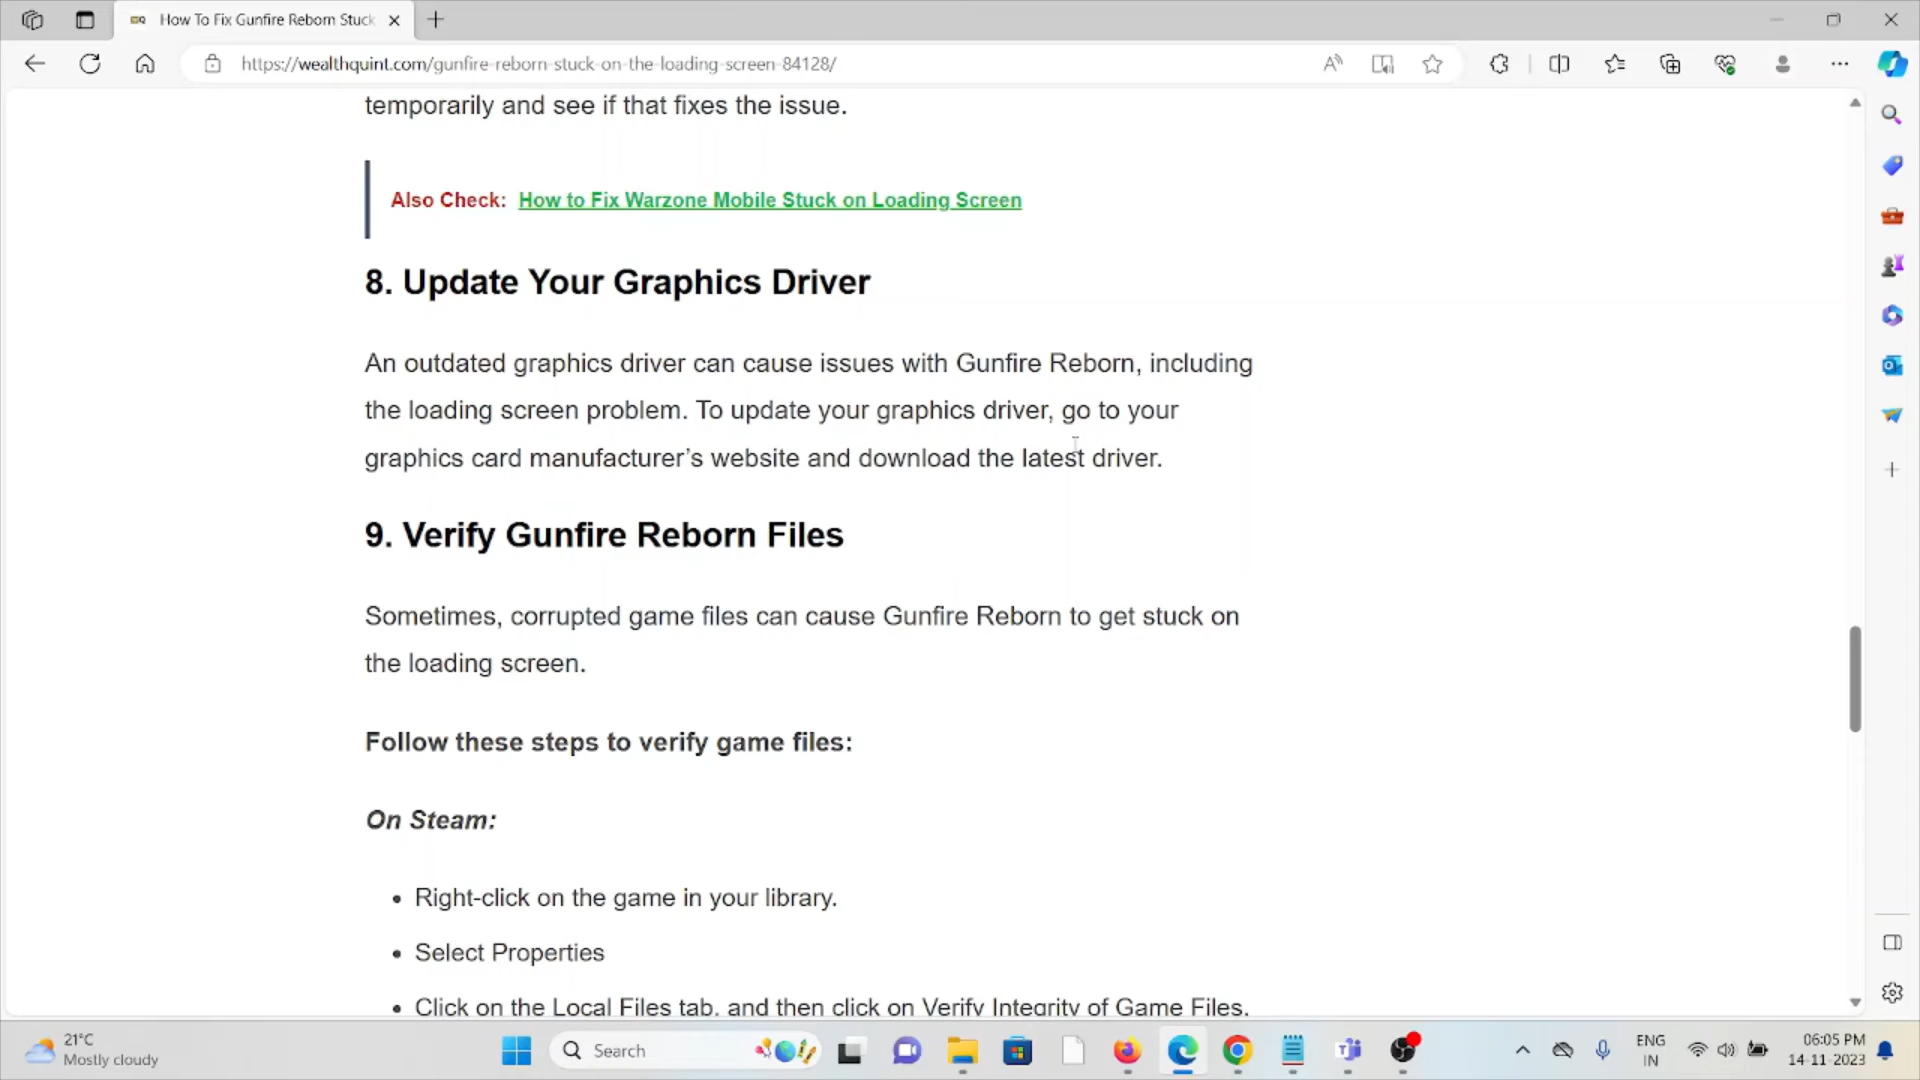 How To Fix Gunfire Reborn Stuck
https://wealthquint.com/gunfire-reborn-stuck-on-the-loading-screen-84128/
temporarily and see if that fixes the issue.
Also Check: How to Fix Warzone Mobile Stuck on Loading Screen
8. Update Your Graphics Driver
An outdated graphics driver can cause issues with Gunfire Reborn, including
the loading screen problem. To update your graphics driver, go to your
graphics card manufacturer’s website and download the latest driver.
9. Verify Gunfire Reborn Files
Sometimes, corrupted game files can cause Gunfire Reborn to get stuck on
the loading screen.
Follow these steps to verify game files:
On Steam:
• Right-click on the game in your library.
• Select Properties
• Click on the Local Files tab, and then click on Verify Integrity of Game Files.
21°C
Mostly cloudy
Search
ENG
IN
06:05 PM
14-11-2023